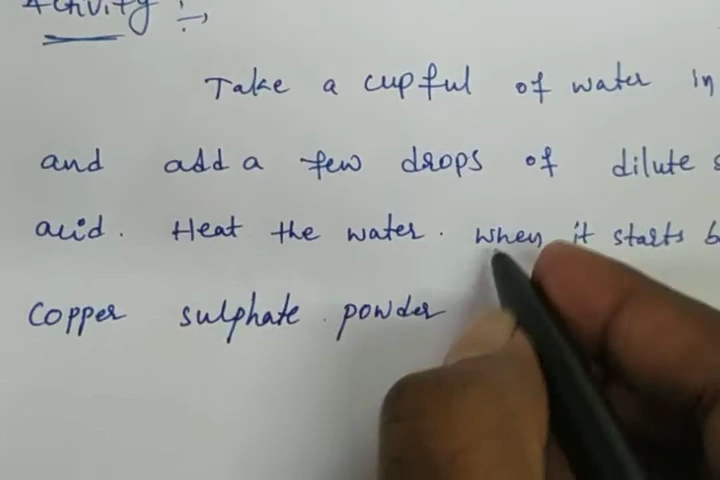 Activity :-
Take a cupful of water in
and add a few drops of dilute
acid. Heat the water. When it starts
copper sulphate powder